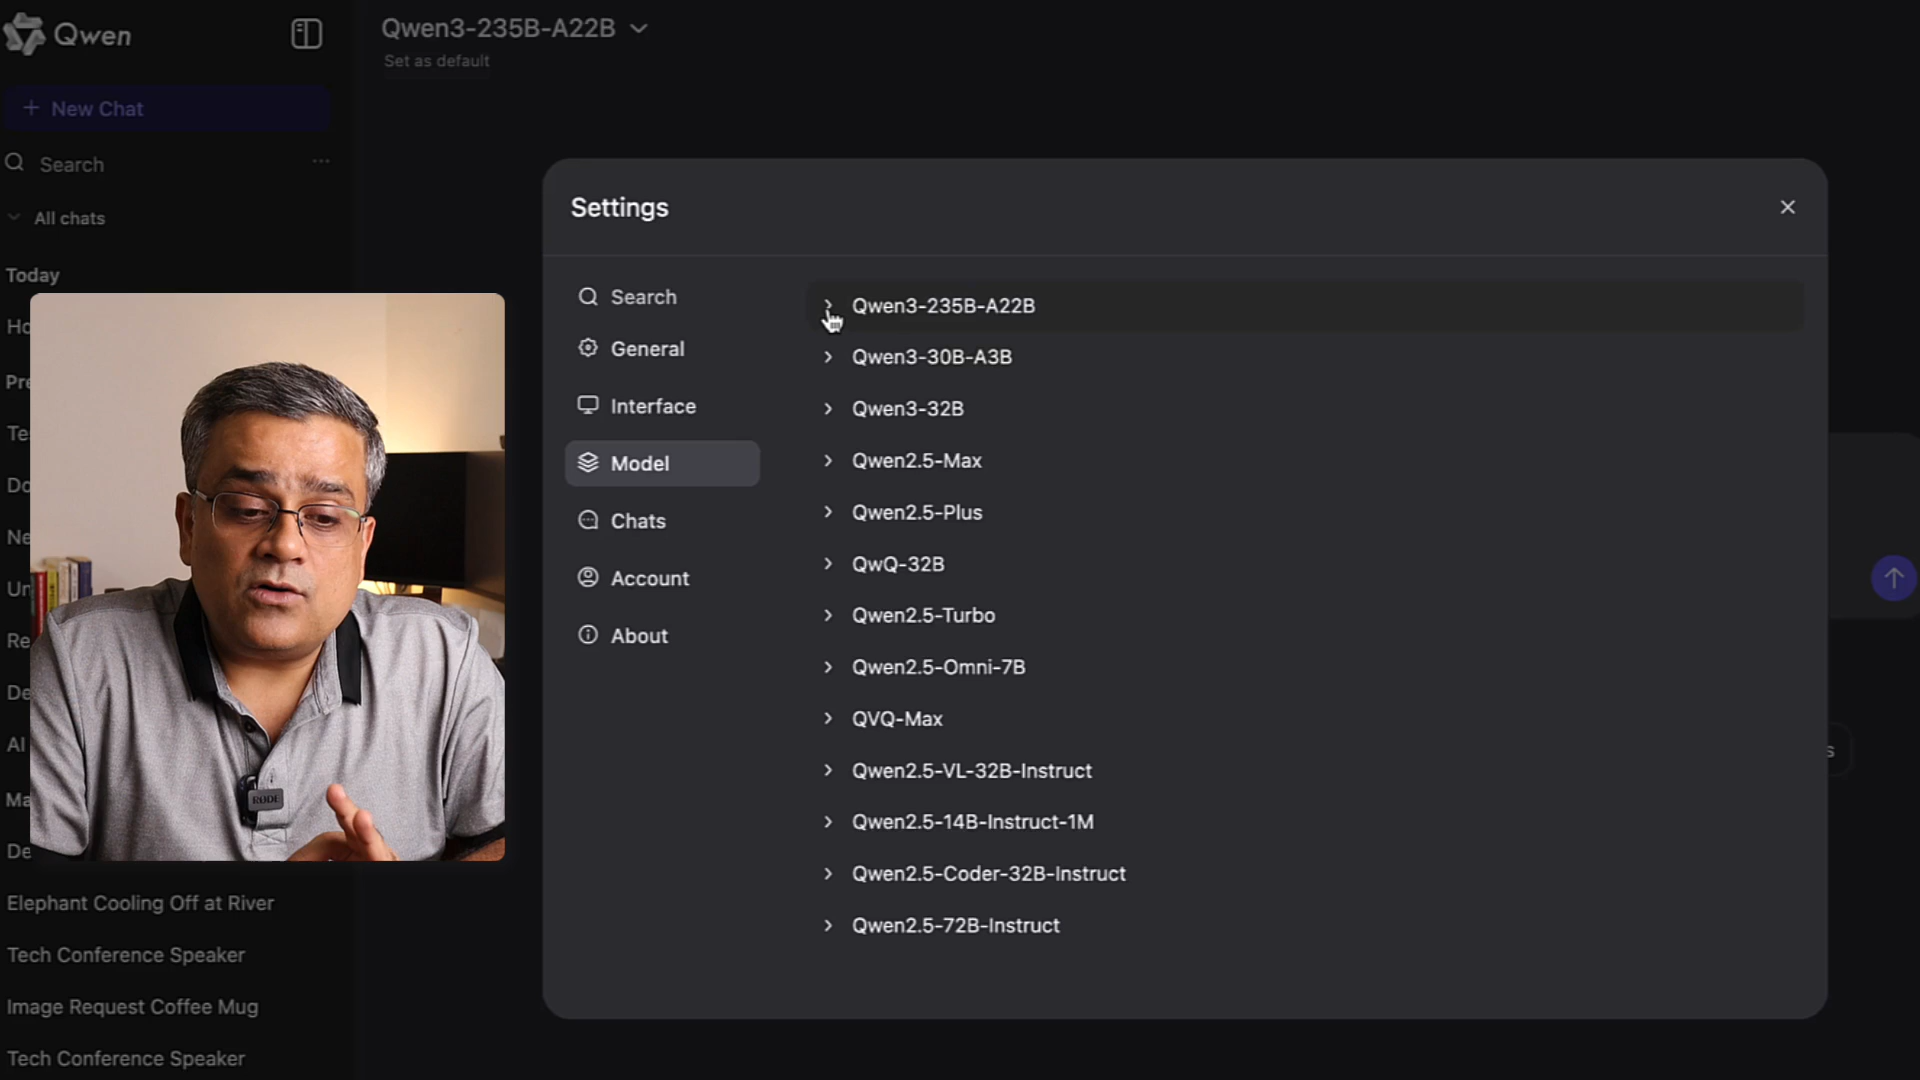 Qwen
Qwen3-235B-A22B
Set as default
+ New Chat
Search
All chats
Today
Settings
Search
General
Interface
Model
Chats
Account
About
Qwen3-235B-A22B
Qwen3-30B-A3B
Qwen3-32B
Qwen2.5-Max
Qwen2.5-Plus
QwQ-32B
Qwen2.5-Turbo
Qwen2.5-Omni-7B
QVQ-Max
Qwen2.5-VL-32B-Instruct
Qwen2.5-14B-Instruct-1M
Qwen2.5-Coder-32B-Instruct
Qwen2.5-72B-Instruct
RODE
Elephant Cooling Off at River
Tech Conference Speaker
Image Request Coffee Mug
Tech Conference Speaker